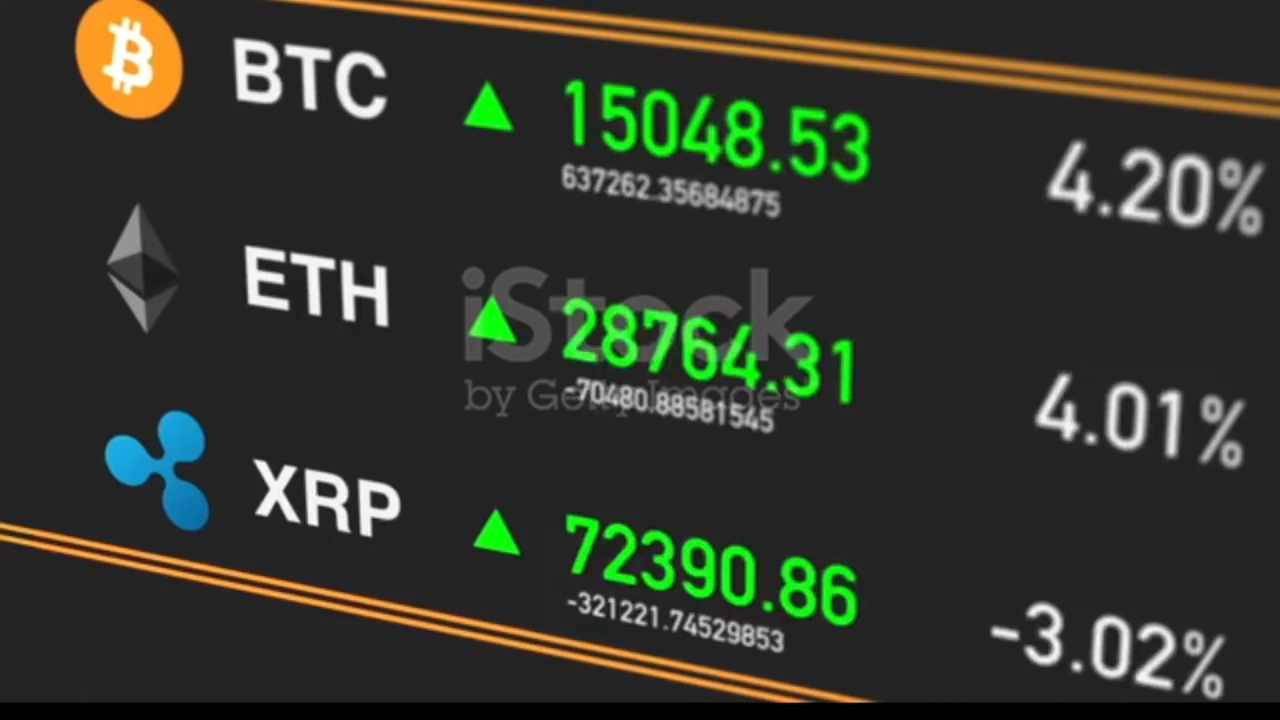 BTC ▲ 15048.53 4.20%
637262.35684875
ETH ▲ 28764.31 4.01%
-70480.88581545
XRP ▲ 72390.86 -3.02%
-321221.74529853
iStock
by Getty Images